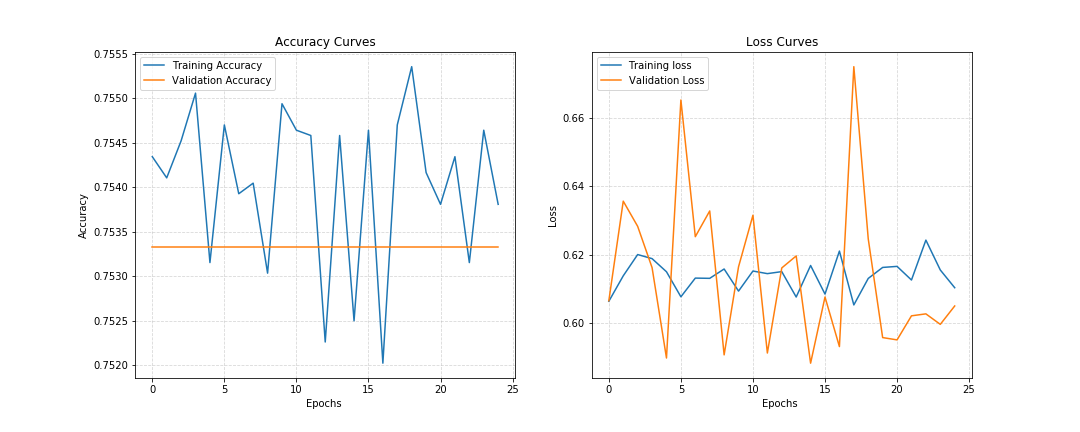 Accuracy Curves
Training Accuracy
Validation Accuracy
0.7555
0.7550
0.7545
0.7540
0.7535
0.7530
0.7525
0.7520
Accuracy
0 5 10 15 20 25
Epochs
Loss Curves
Training loss
Validation Loss
0.66
0.64
0.62
0.60
Loss
0 5 10 15 20 25
Epochs